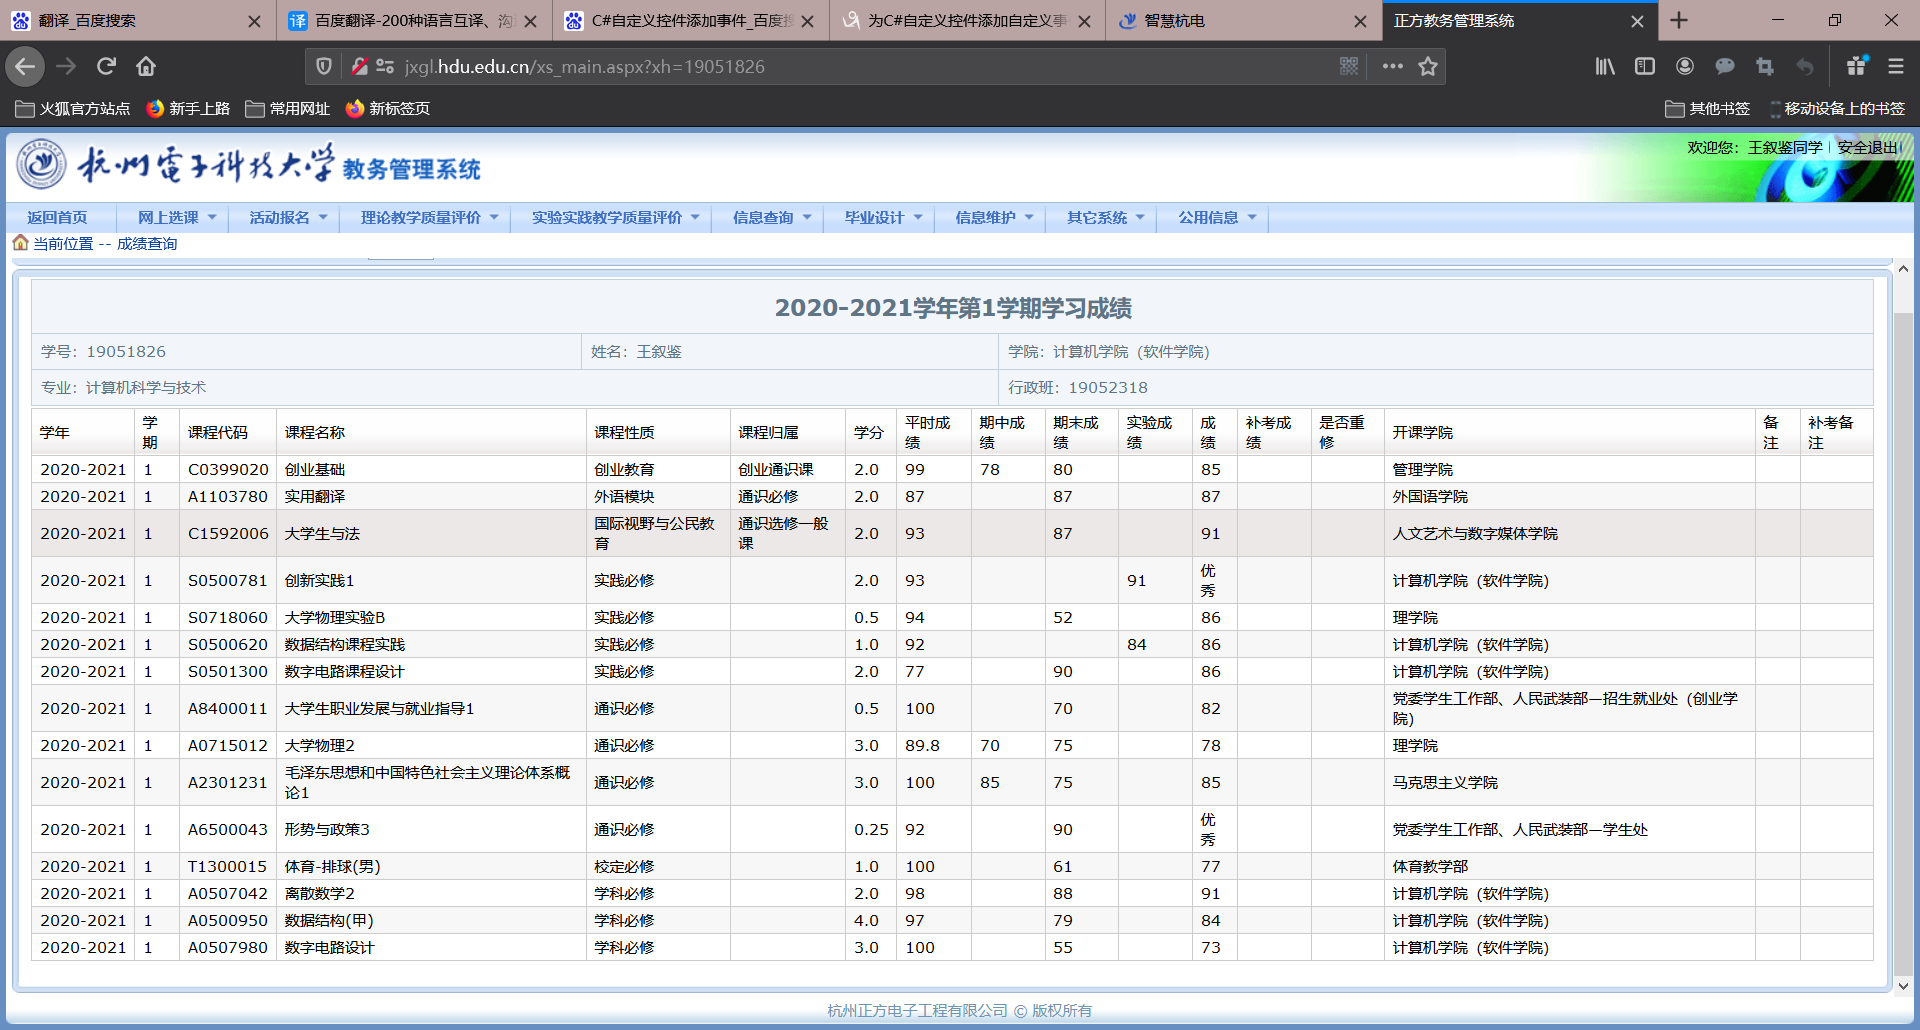 翻译_百度搜索
百度翻译-200种语言互译、沟
C#自定义控件添加事件_百度搜
为C#自定义控件添加自定义事
智慧杭电
正方教务管理系统
jxgl.hdu.edu.cn/xs_main.aspx?xh=19051826
火狐官方站点 新手上路 常用网址 新标签页 其他书签 移动设备上的书签
杭州電子科技大学 教务管理系统
欢迎您：王叙鉴同学 安全退出
返回首页 网上选课 活动报名 理论教学质量评价 实验实践教学质量评价 信息查询 毕业设计 信息维护 其它系统 公用信息
当前位置 -- 成绩查询
2020-2021学年第1学期学习成绩
学号：19051826 姓名：王叙鉴 学院：计算机学院（软件学院）
专业：计算机科学与技术 行政班：19052318
学年 学期 课程代码 课程名称 课程性质 课程归属 学分 平时成绩 期中成绩 期末成绩 实验成绩 成绩 补考成绩 是否重修 开课学院 备注 补考备注
2020-2021 1 C0399020 创业基础 创业教育 创业通识课 2.0 99 78 80 85 管理学院
2020-2021 1 A1103780 实用翻译 外语模块 通识必修 2.0 87 87 87 外国语学院
2020-2021 1 C1592006 大学生与法 国际视野与公民教育 通识选修一般课 2.0 93 87 91 人文艺术与数字媒体学院
2020-2021 1 S0500781 创新实践1 实践必修 2.0 93 91 优秀 计算机学院（软件学院）
2020-2021 1 S0718060 大学物理实验B 实践必修 0.5 94 52 86 理学院
2020-2021 1 S0500620 数据结构课程实践 实践必修 1.0 92 84 86 计算机学院（软件学院）
2020-2021 1 S0501300 数字电路课程设计 实践必修 2.0 77 90 86 计算机学院（软件学院）
2020-2021 1 A8400011 大学生职业发展与就业指导1 通识必修 0.5 100 70 82 党委学生工作部、人民武装部—招生就业处（创业学院）
2020-2021 1 A0715012 大学物理2 通识必修 3.0 89.8 70 75 78 理学院
2020-2021 1 A2301231 毛泽东思想和中国特色社会主义理论体系概论1 通识必修 3.0 100 85 75 85 马克思主义学院
2020-2021 1 A6500043 形势与政策3 通识必修 0.25 92 90 优秀 党委学生工作部、人民武装部—学生处
2020-2021 1 T1300015 体育-排球(男) 校定必修 1.0 100 61 77 体育教学部
2020-2021 1 A0507042 离散数学2 学科必修 2.0 98 88 91 计算机学院（软件学院）
2020-2021 1 A0500950 数据结构(甲) 学科必修 4.0 97 79 84 计算机学院（软件学院）
2020-2021 1 A0507980 数字电路设计 学科必修 3.0 100 55 73 计算机学院（软件学院）
杭州正方电子工程有限公司 © 版权所有